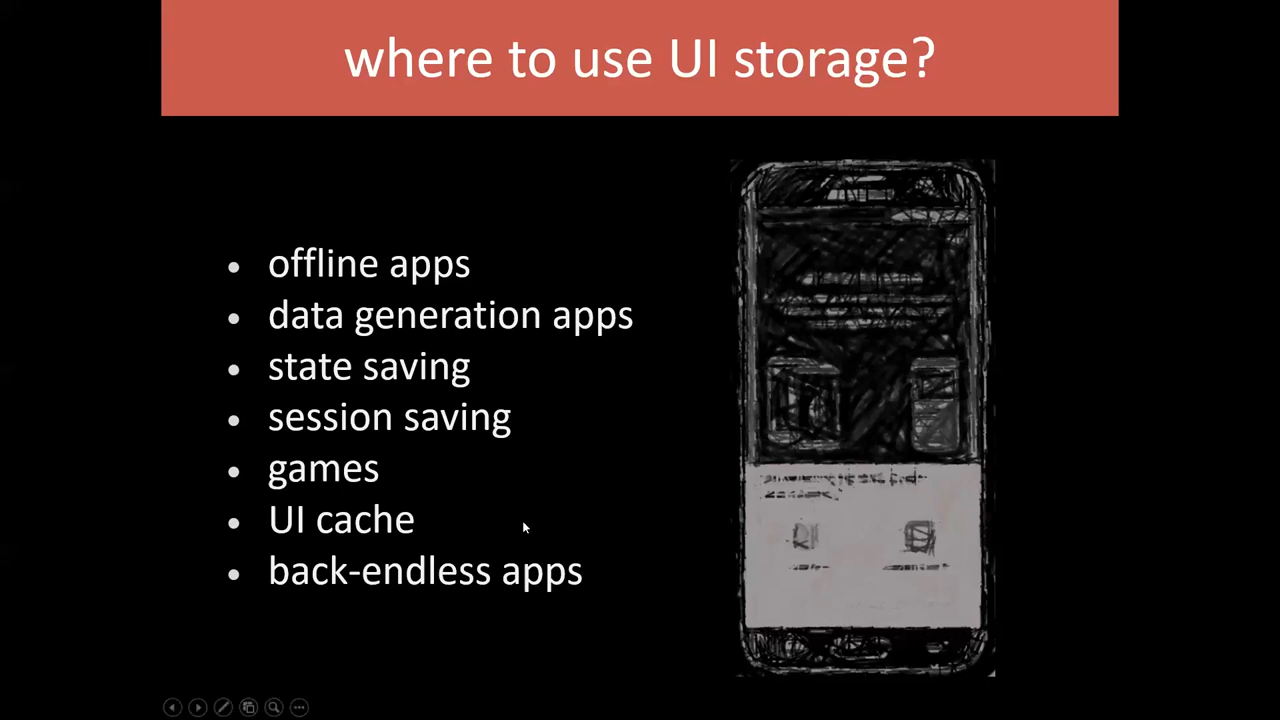 where to use UI storage?
• offline apps
• data generation apps
• state saving
• session saving
• games
• UI cache
• back-endless apps